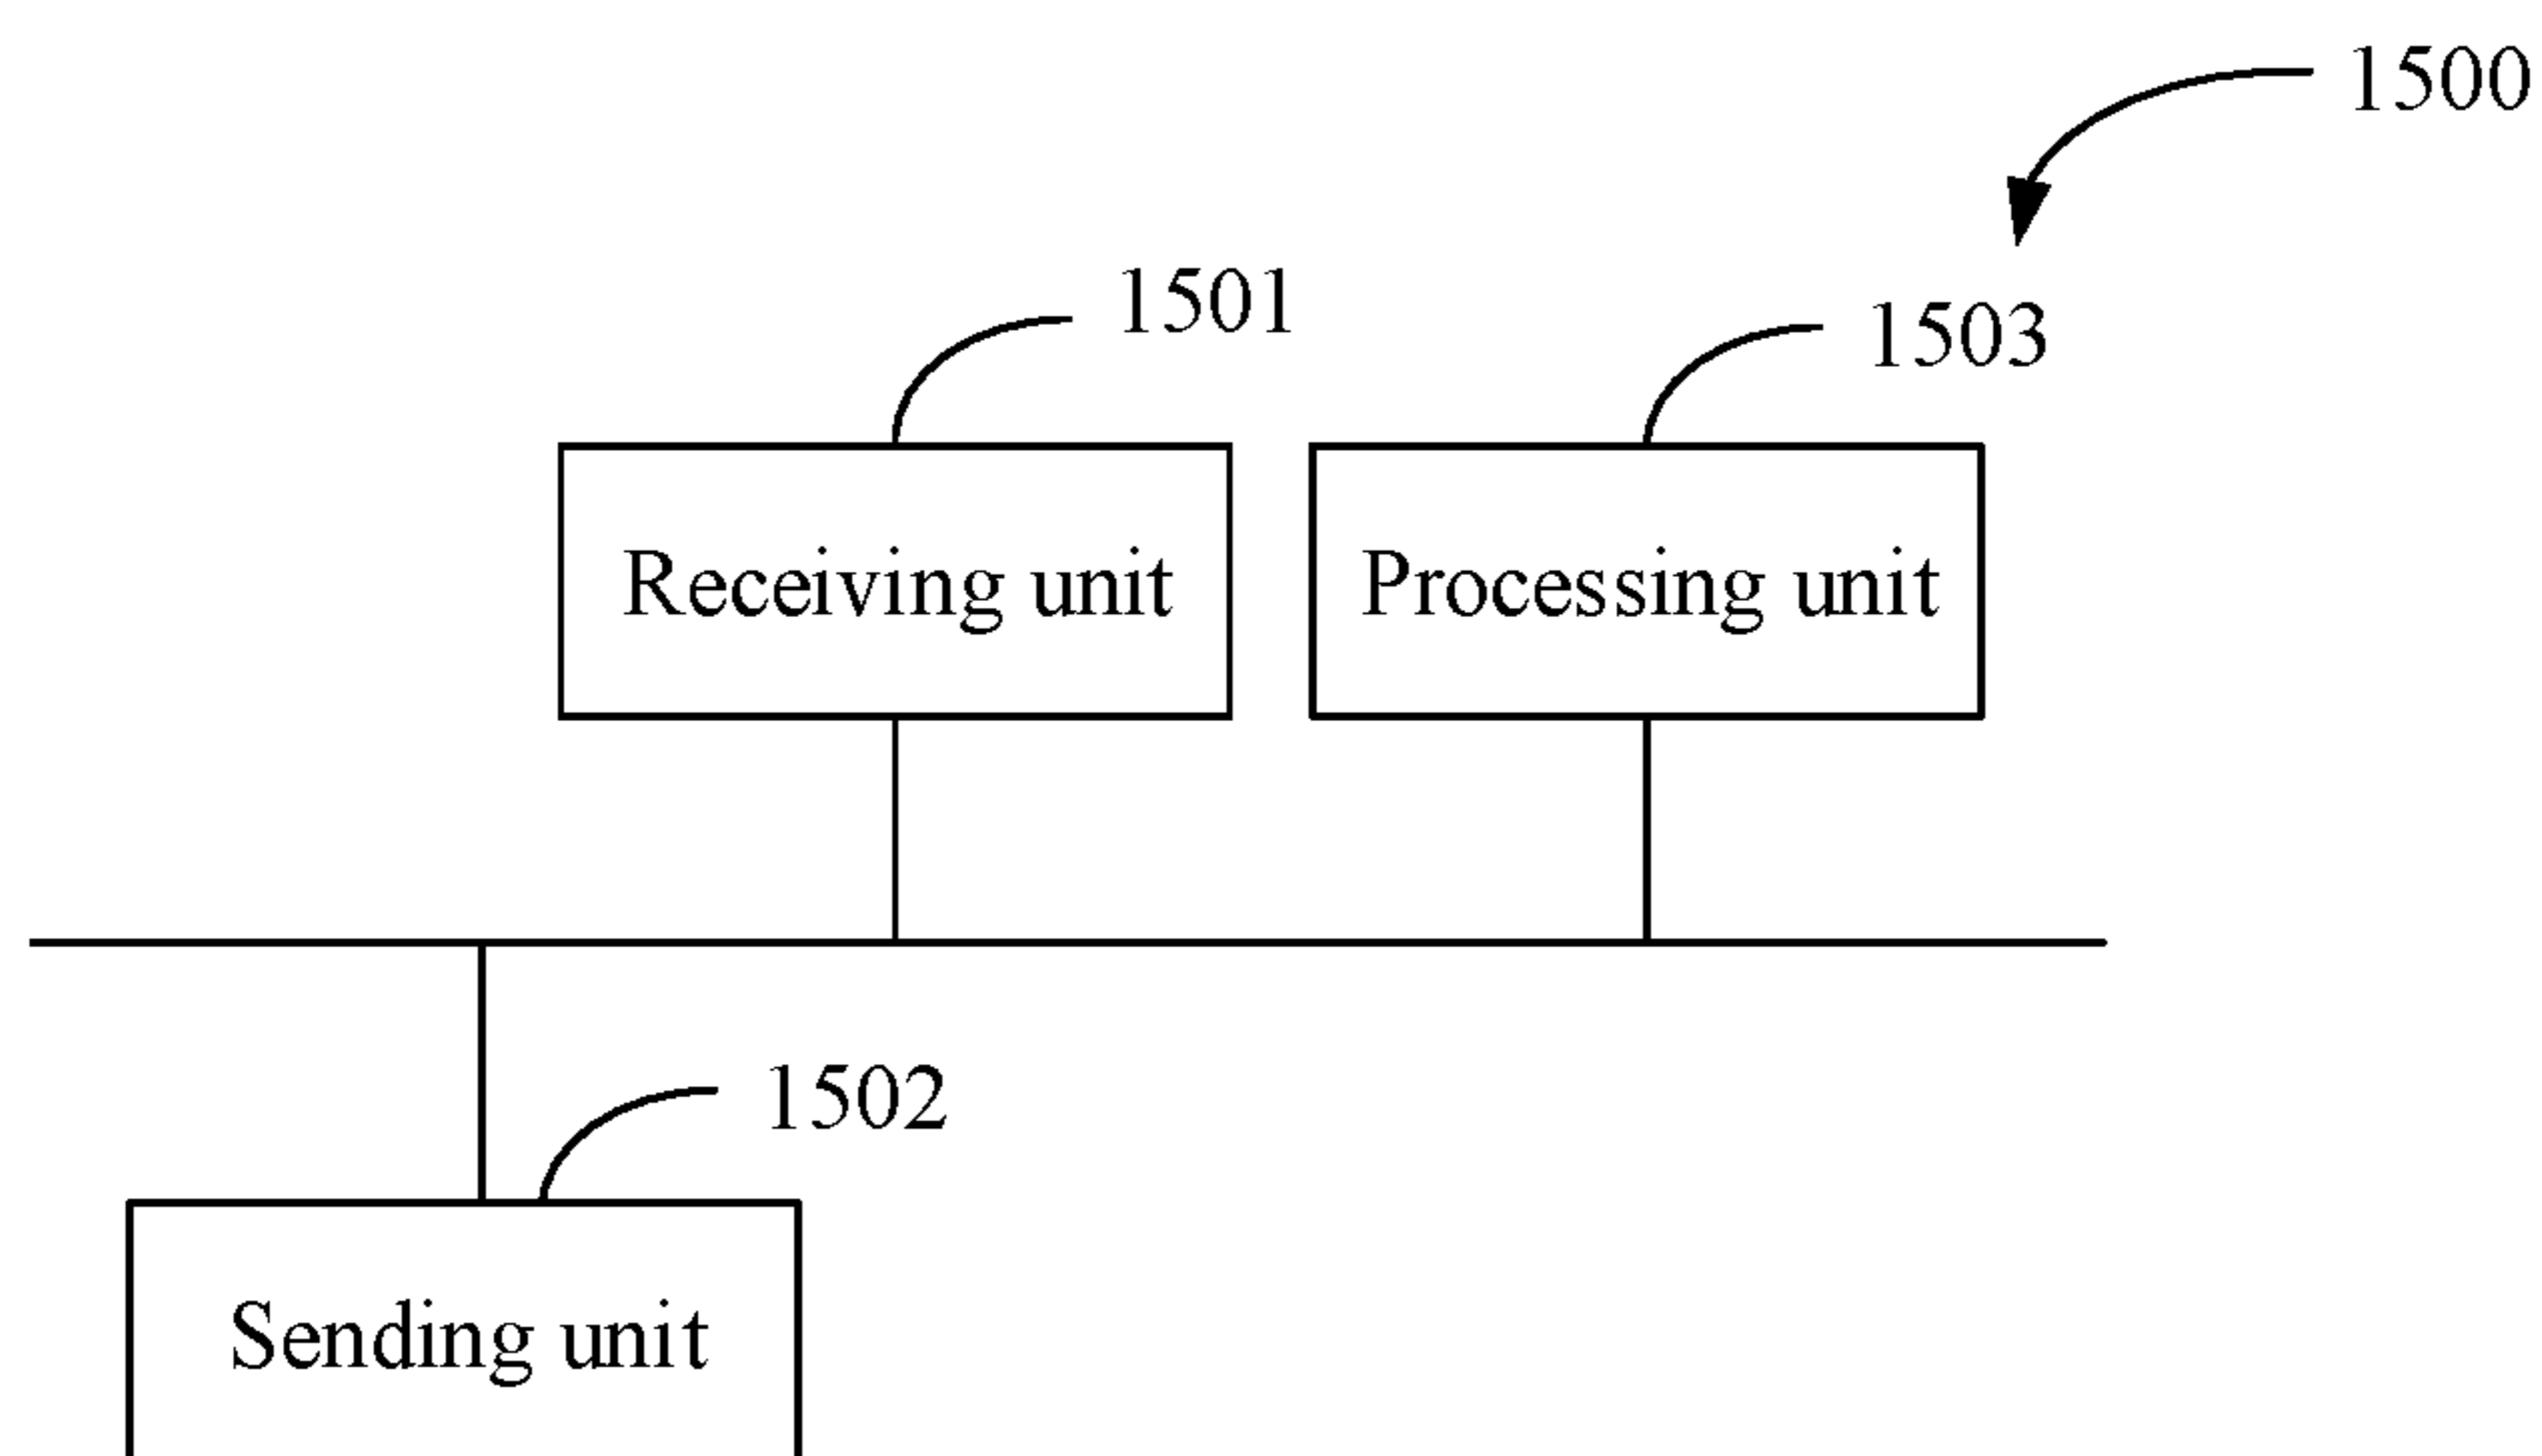 1500
1501
1503
Receiving unit
Processing unit
1502
Sending unit